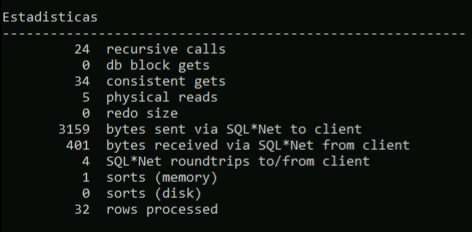 Estadisticas
----------------------------------------------------------
24 recursive calls
0 db block gets
34 consistent gets
5 physical reads
0 redo size
3159 bytes sent via SQL*Net to client
401 bytes received via SQL*Net from client
4 SQL*Net roundtrips to/from client
1 sorts (memory)
0 sorts (disk)
32 rows processed